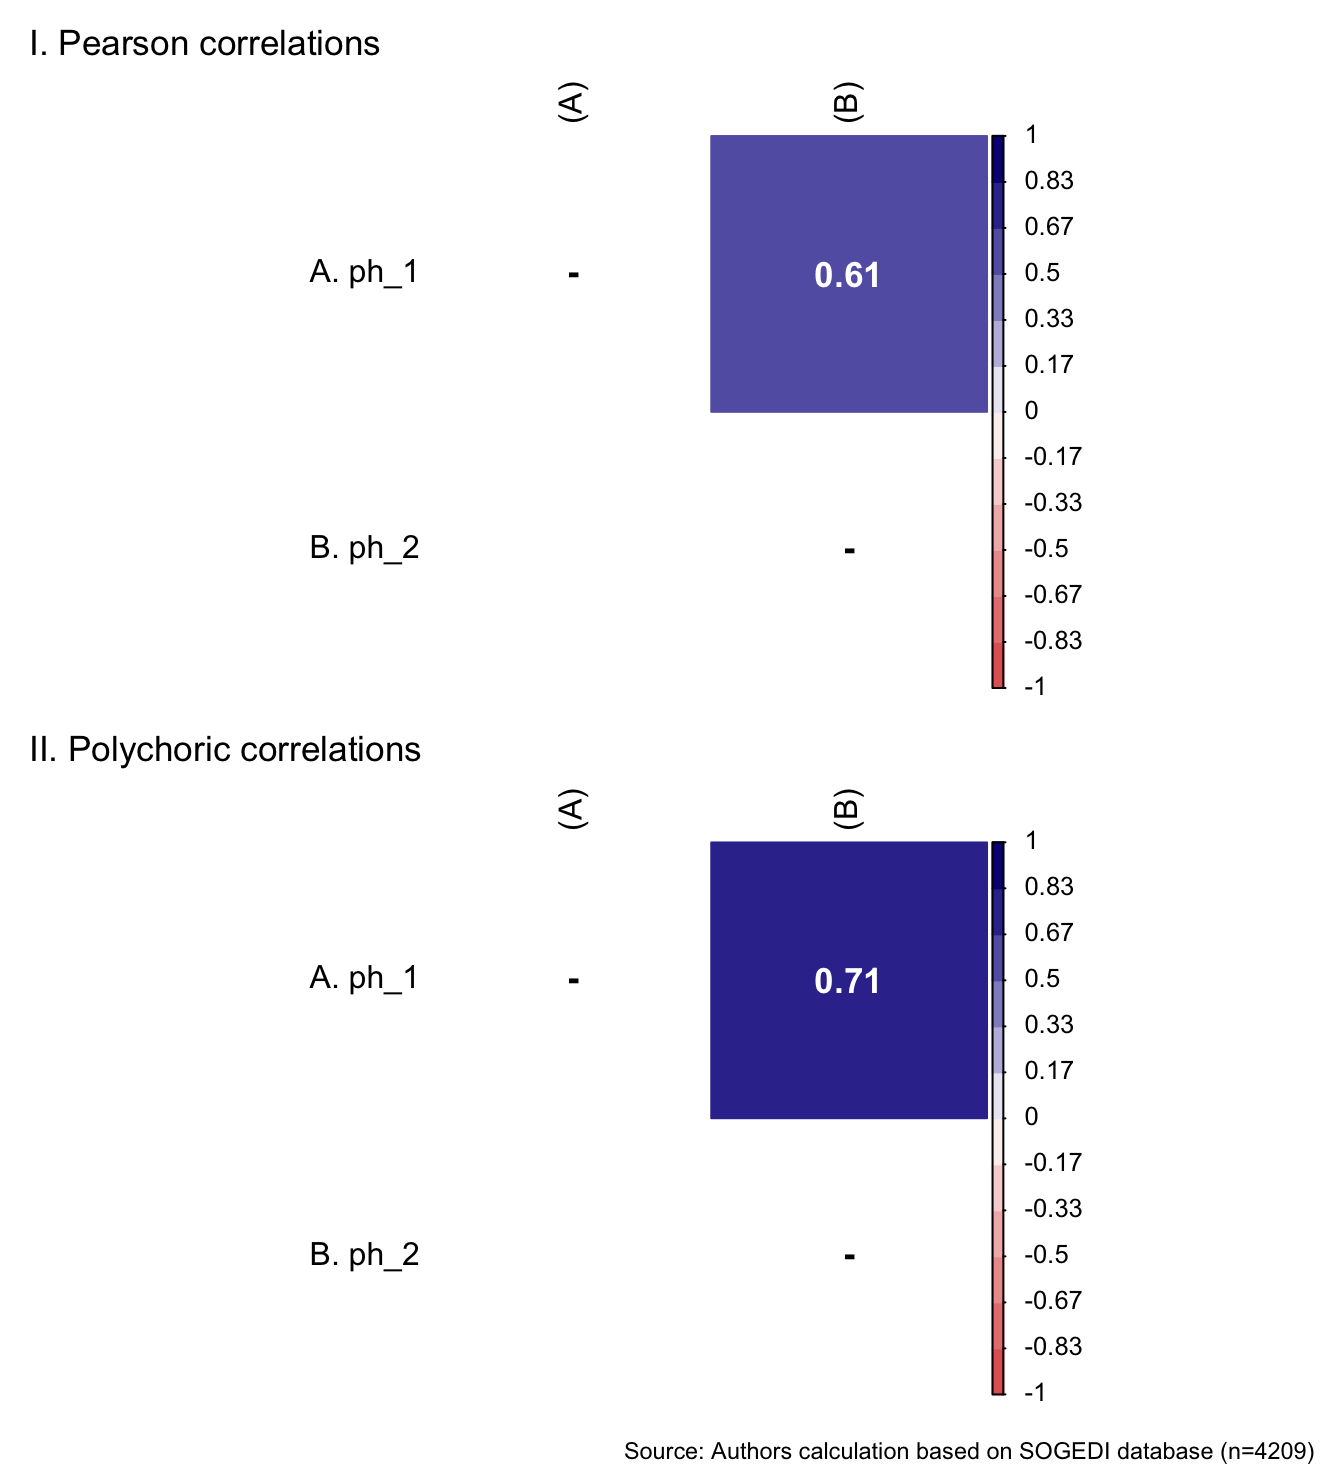 I. Pearson correlations
(A) (B)
1
0.83
0.67
0.5
A. ph_1 - 0.61
0.33
0.17
0
-0.17
-0.33
B. ph_2 -
-0.5
-0.67
-0.83
-1
II. Polychoric correlations
(A) (B)
1
0.83
0.67
0.5
A. ph_1 - 0.71
0.33
0.17
0
-0.17
-0.33
B. ph_2 -
-0.5
-0.67
-0.83
-1
Source: Authors calculation based on SOGEDI database (n=4209)